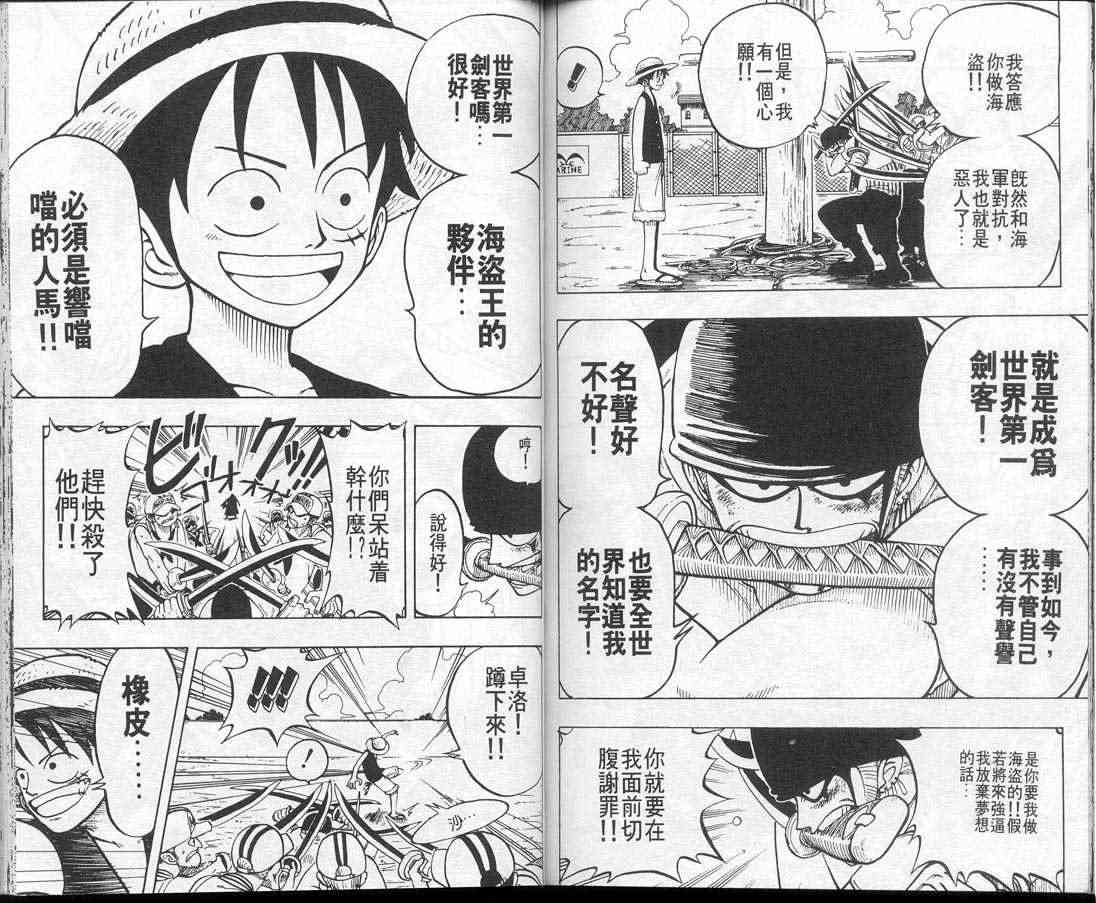 我答應
你做海
盜!!
旣然和海
軍對抗，
我也就是
惡人了…
但是，我
有一個心
願!!
!!
就是成爲
世界第一
劍客！
事到如今，
我不管自己
有沒有聲譽
……
名聲好
不好！
也要全世
界知道我
的名字！
是你要我做
海盜的!!假
若將來強逼
我放棄夢想
的話…
你就要在
我面前切
腹謝罪!!
世界第一
劍客嗎…
很好！
海盜王的
夥伴…
必須是響噹
噹的人馬!!
哼！
說得好！
你們呆站着
幹什麼!?
趕快殺了
他們!!
ビビッ!!!
卓洛！
蹲下來!!
!!!
！
沙…
橡皮……